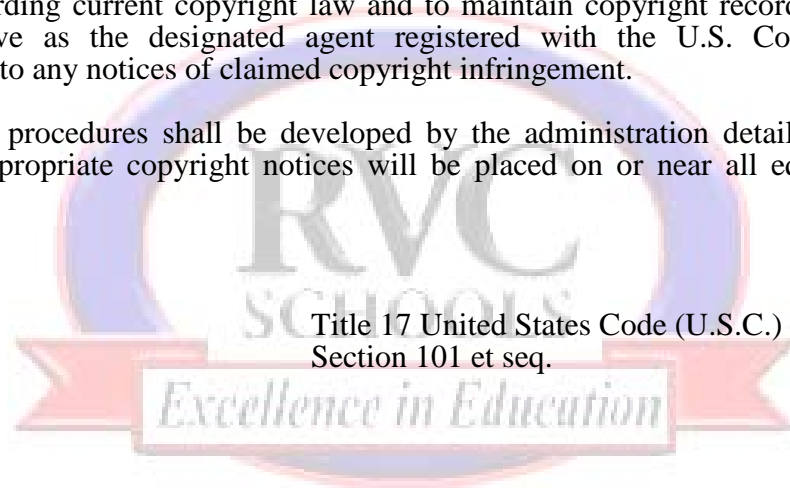 rding current copyright law and to maintain copyright record
ve as the designated agent registered with the U.S. Co
to any notices of claimed copyright infringement.
procedures shall be developed by the administration detail
propriate copyright notices will be placed on or near all ec
RVC
SCHOOLS
Title 17 United States Code (U.S.C.)
Section 101 et seq.
Excellence in Education